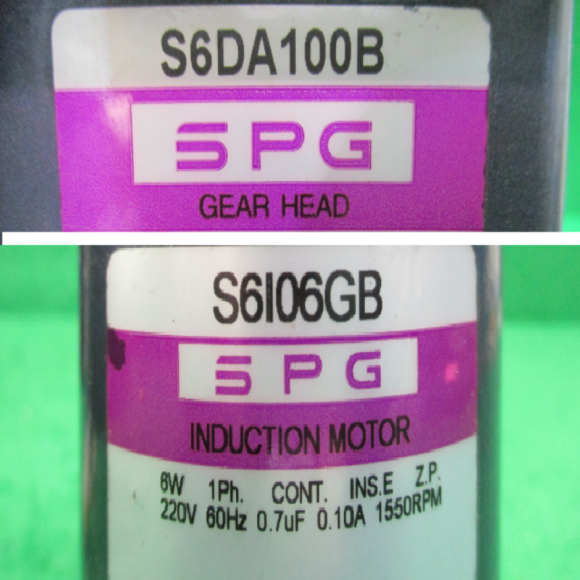 S6DA100B
SPG
GEAR HEAD
S6I06GB
SPG
INDUCTION MOTOR
6W 1Ph. CONT. INS.E Z.P.
220V 60Hz 0.7uF 0.10A 1550RPM